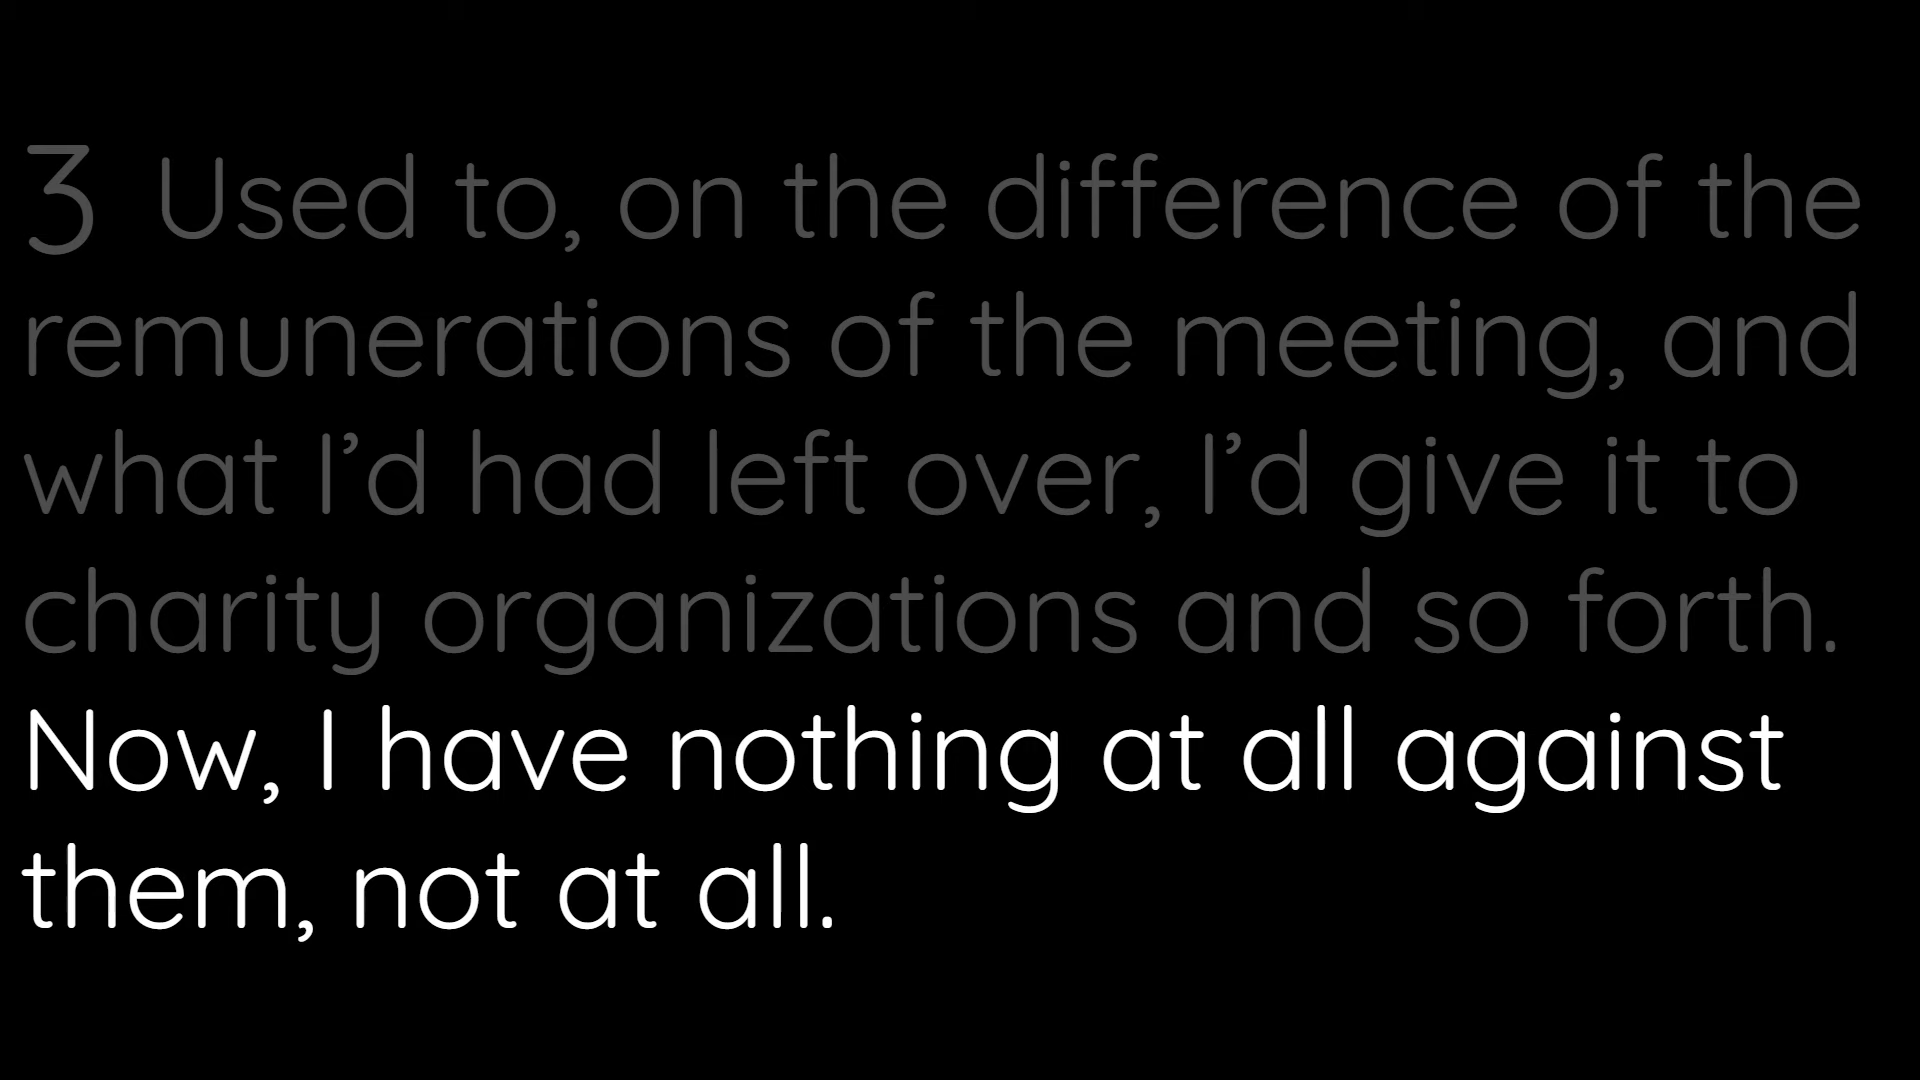 3 Used to, on the difference of the
remunerations of the meeting, and
what I’d had left over, I’d give it to
charity organizations and so forth.
Now, I have nothing at all against
them, not at all.